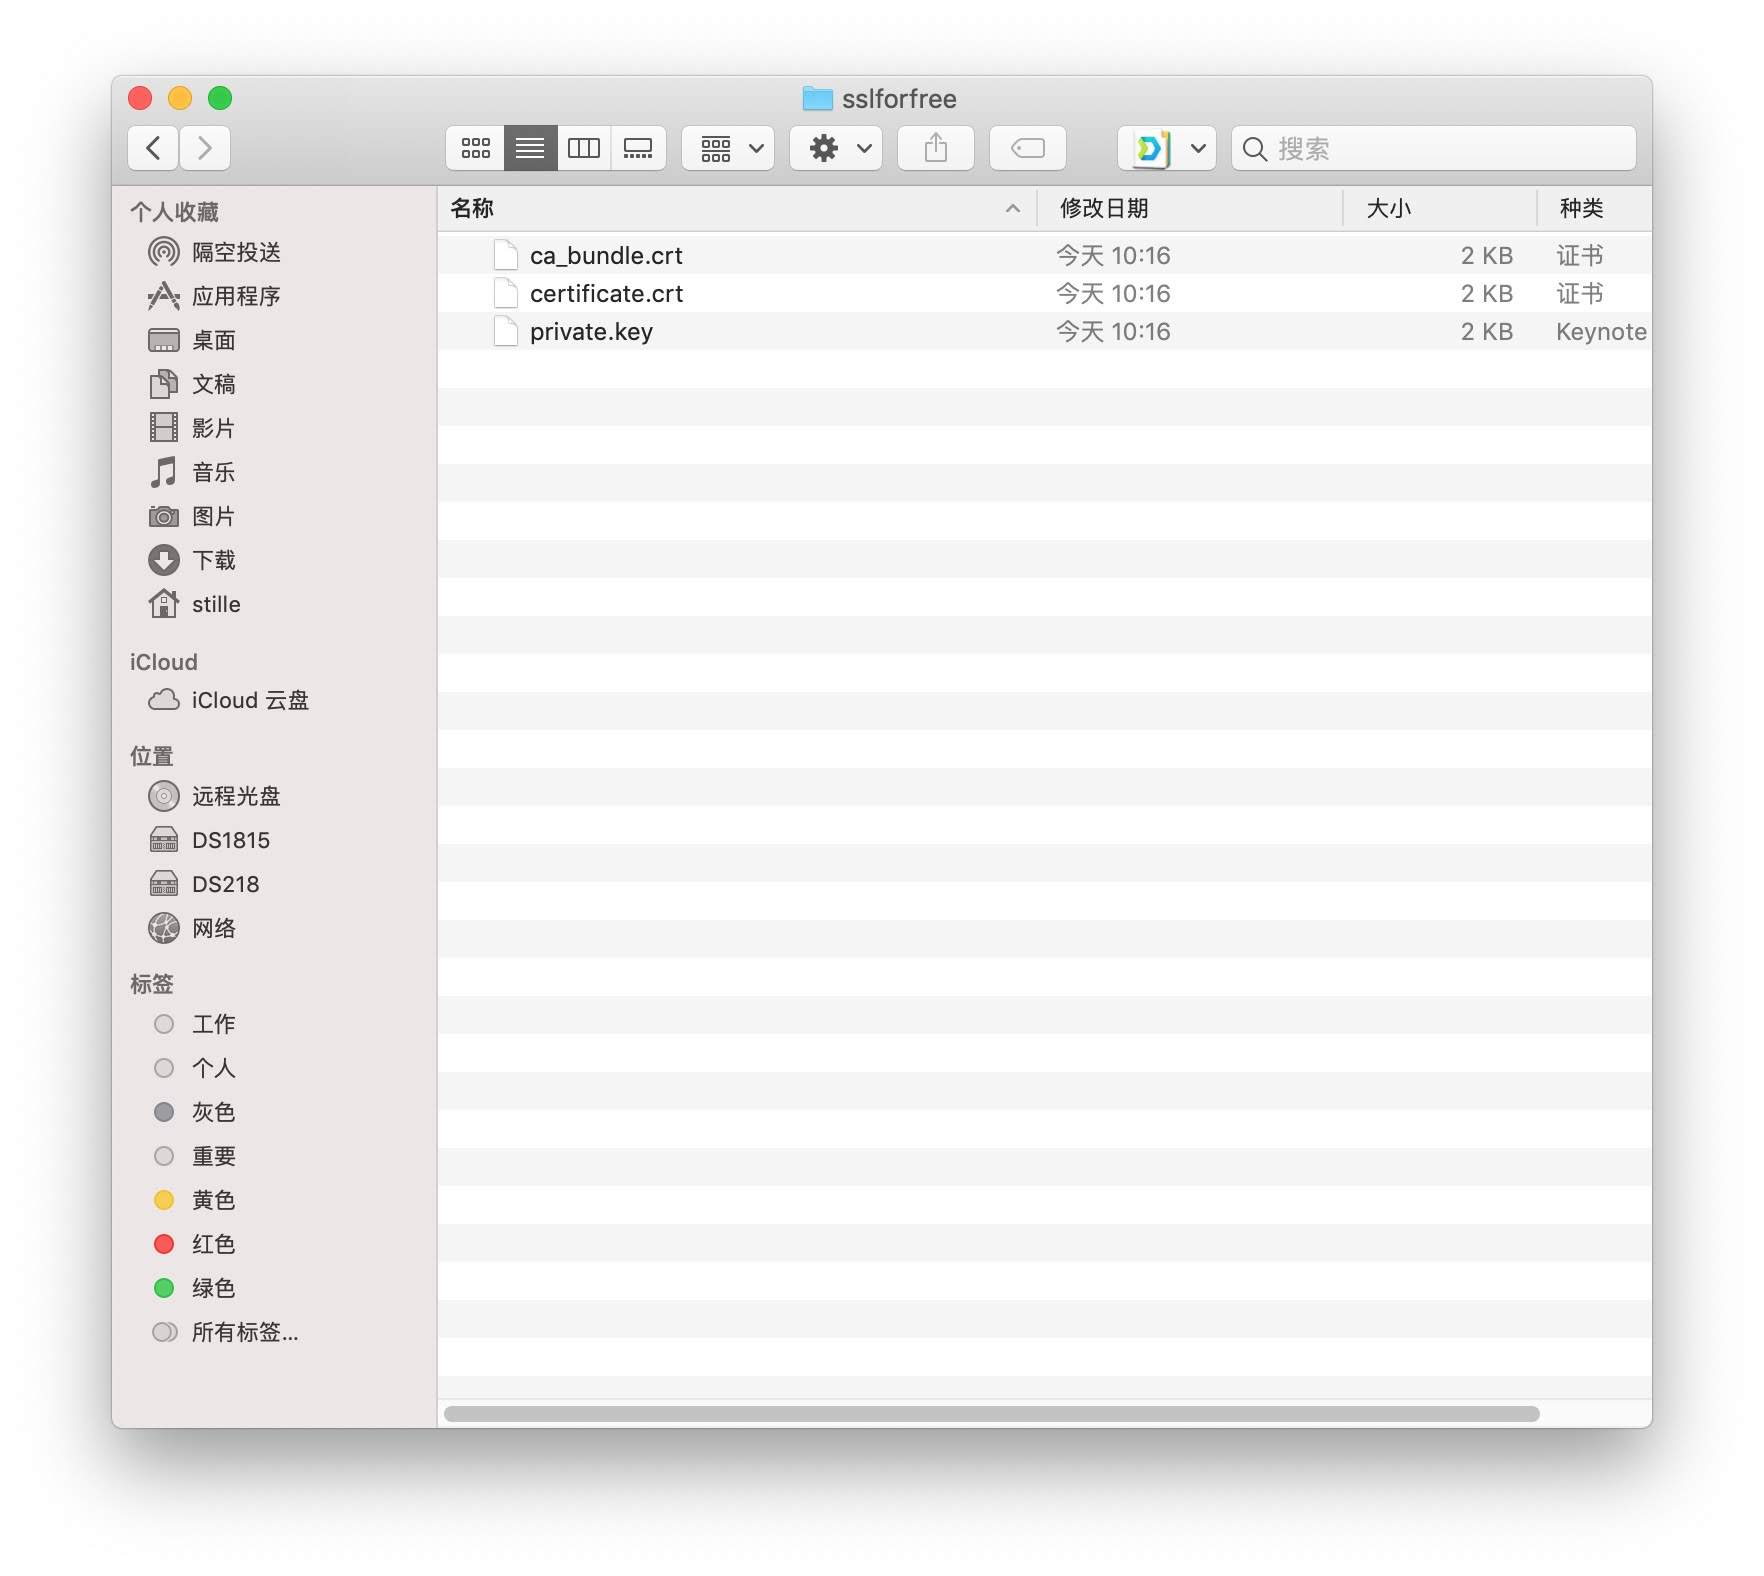 sslforfree
搜索
个人收藏
隔空投送
应用程序
桌面
文稿
影片
音乐
图片
下载
stille
iCloud
iCloud 云盘
位置
远程光盘
DS1815
DS218
网络
标签
工作
个人
灰色
重要
黄色
红色
绿色
所有标签...
名称 修改日期 大小 种类
ca_bundle.crt 今天 10:16 2 KB 证书
certificate.crt 今天 10:16 2 KB 证书
private.key 今天 10:16 2 KB Keynote